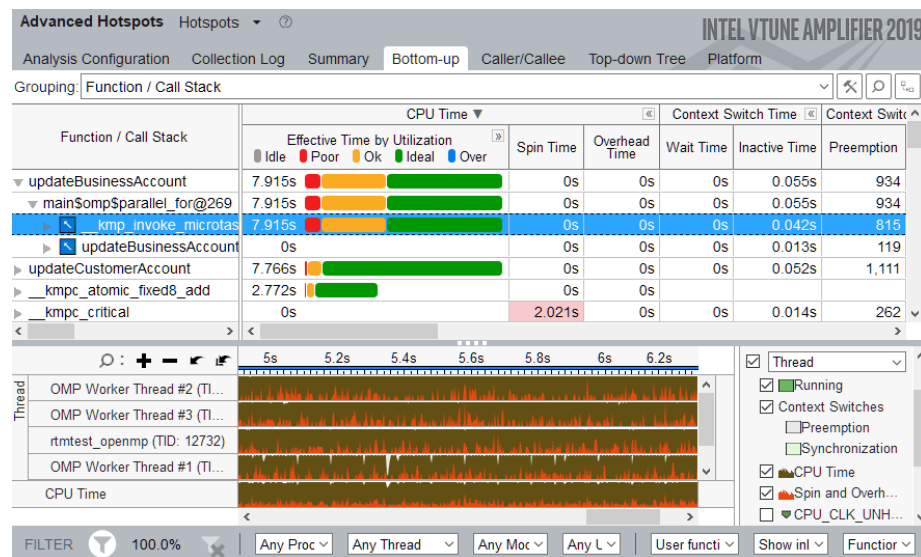 Advanced Hotspots Hotspots
INTEL VTUNE AMPLIFIER 2019
Analysis Configuration Collection Log Summary Bottom-up Caller/Callee Top-down Tree Platform
Grouping: Function / Call Stack
Function / Call Stack CPU Time Context Switch Time Context Switc
Effective Time by Utilization Spin Time Overhead Time Wait Time Inactive Time Preemption
Idle Poor Ok Ideal Over
updateBusinessAccount 7.915s 0s 0s 0s 0.055s 934
main$omp$parallel_for@269 7.915s 0s 0s 0s 0.055s 934
__kmp_invoke_microtas 7.915s 0s 0s 0s 0.042s 815
updateBusinessAccount 0s 0s 0s 0s 0.013s 119
updateCustomerAccount 7.766s 0s 0s 0s 0.052s 1,111
__kmpc_atomic_fixed8_add 2.772s 0s 0s
__kmpc_critical 0s 2.021s 0s 0s 0.014s 262
5s 5.2s 5.4s 5.6s 5.8s 6s 6.2s
Thread
OMP Worker Thread #2 (TI...
OMP Worker Thread #3 (TI...
rtmtest_openmp (TID: 12732)
OMP Worker Thread #1 (TI...
CPU Time
Thread
Running
Context Switches
Preemption
Synchronization
CPU Time
Spin and Overh...
CPU_CLK_UNH...
FILTER 100.0% Any Proc Any Thread Any Moc Any U User functi Show inl Function